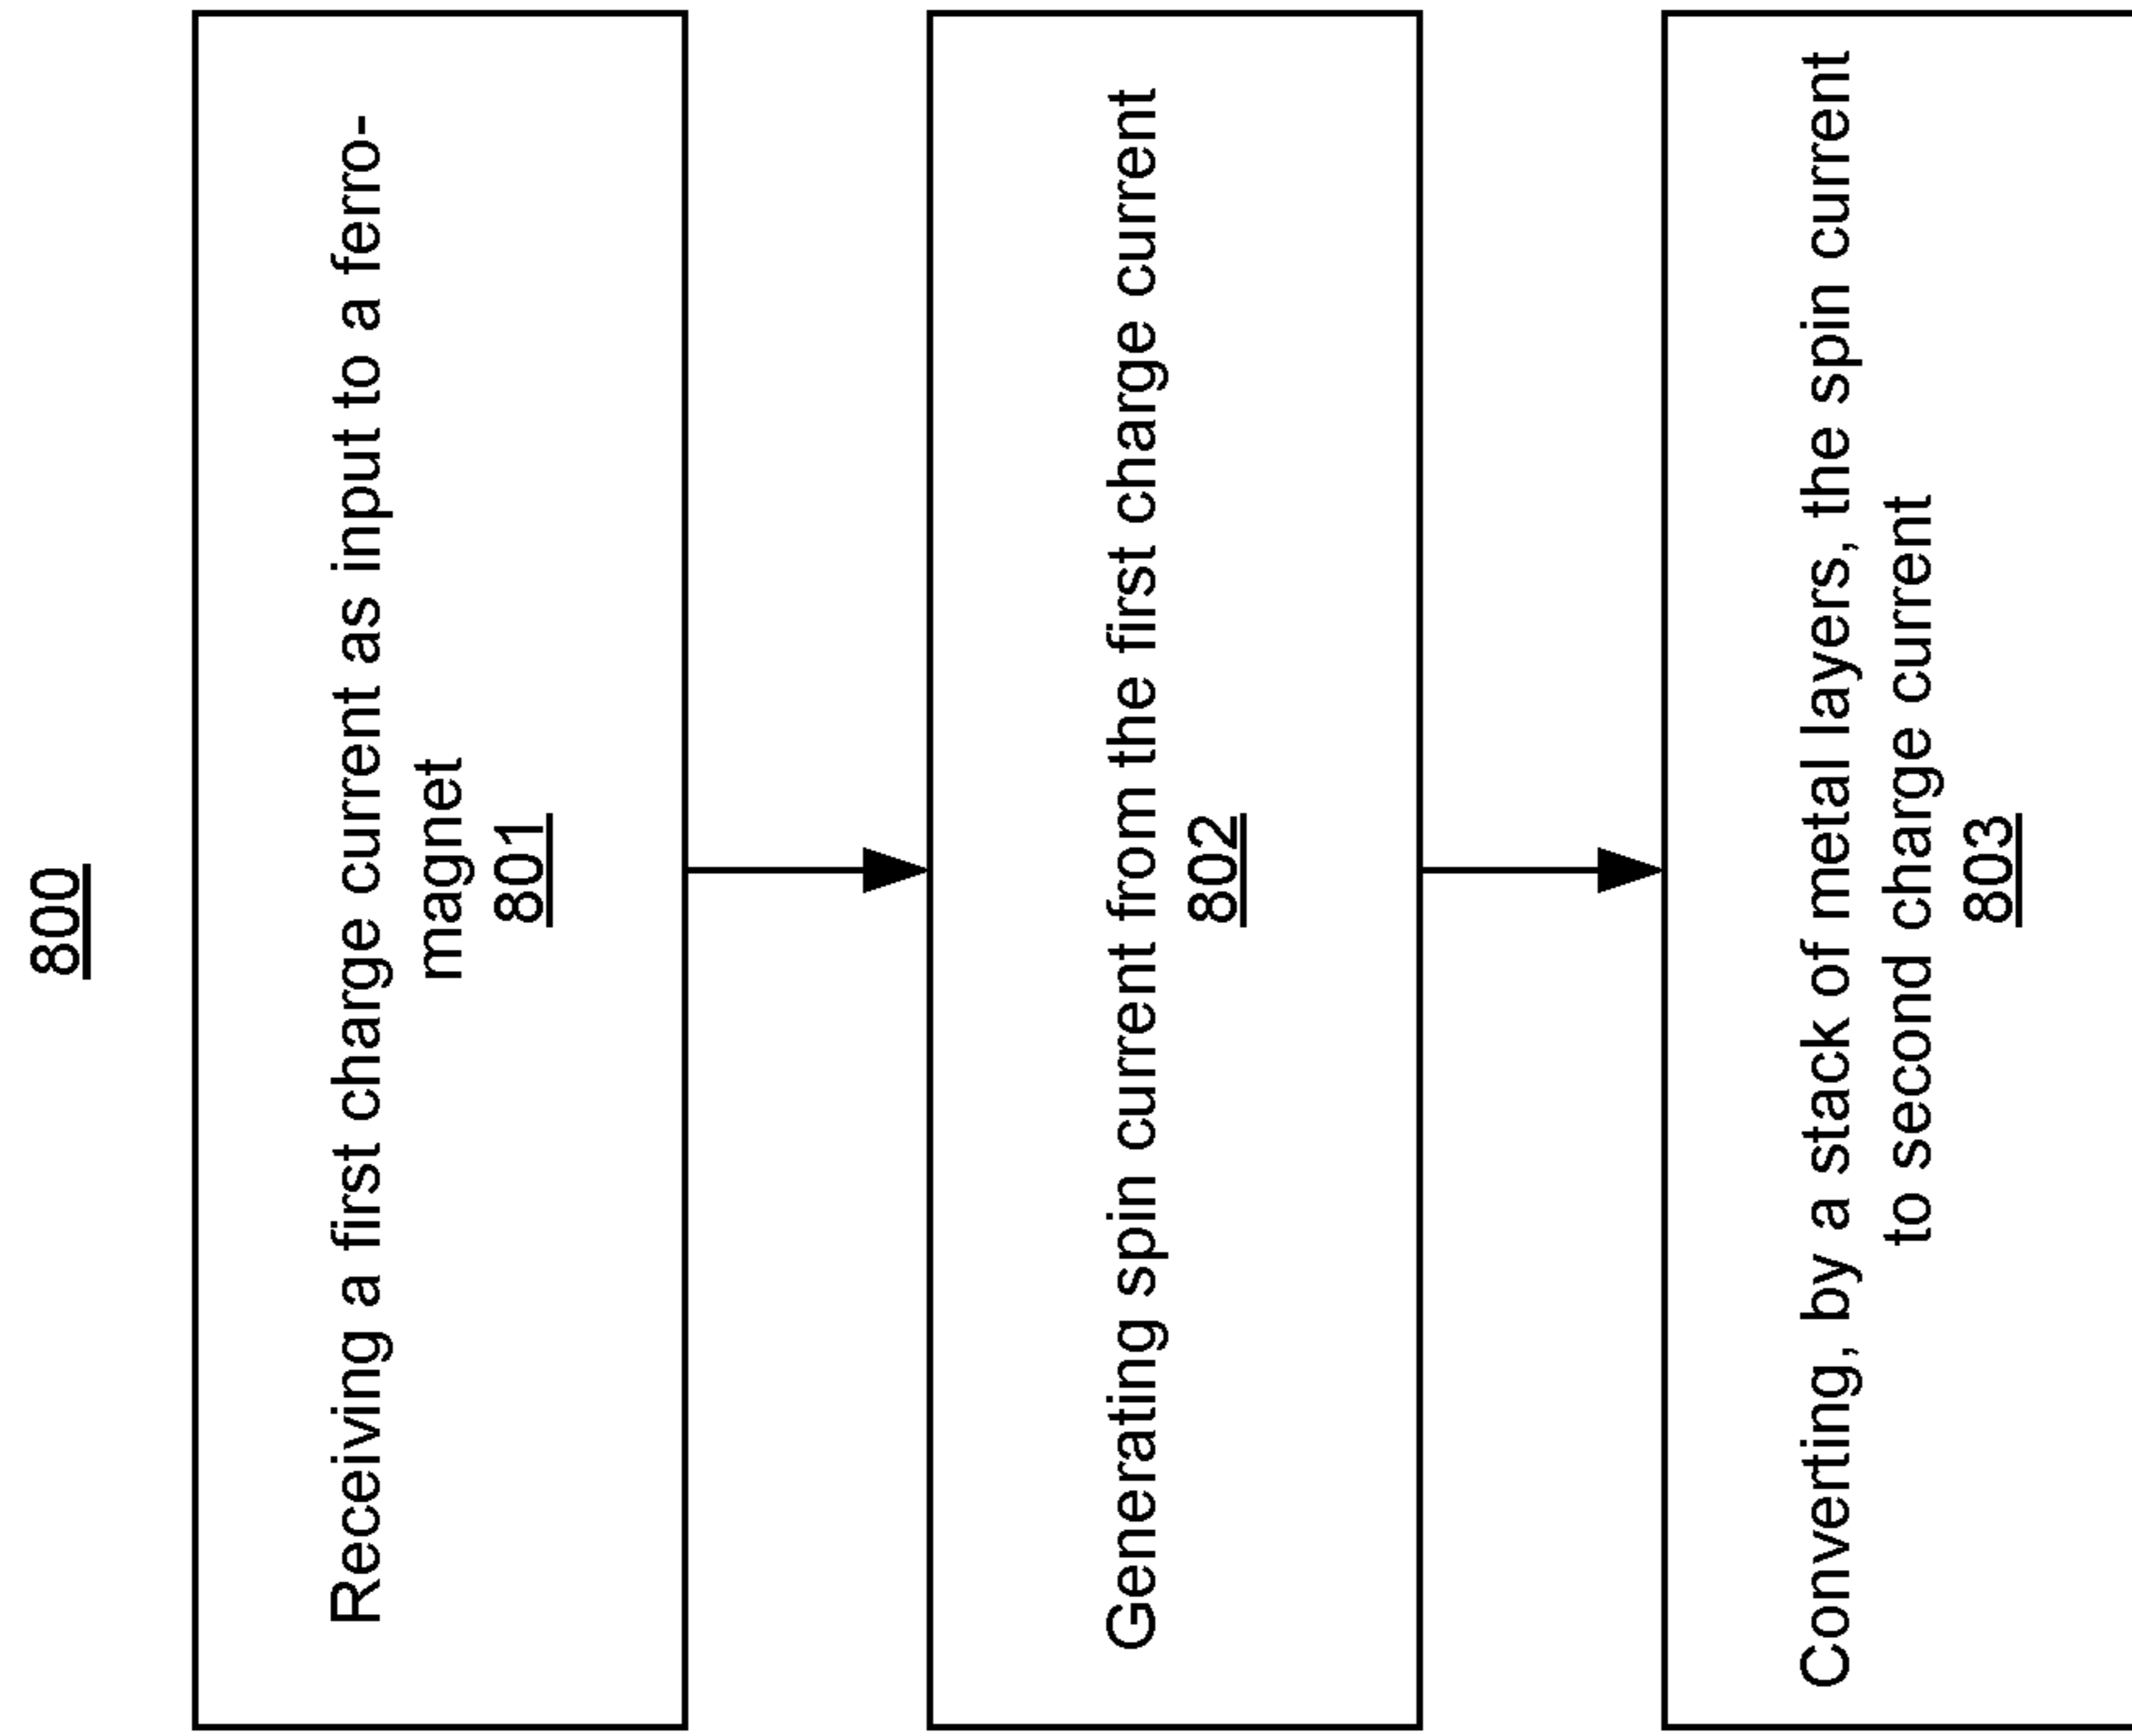 800
Receiving a first charge current as input to a ferro-
magnet
801
Generating spin current from the first charge current
802
Converting, by a stack of metal layers, the spin current
to second charge current
803